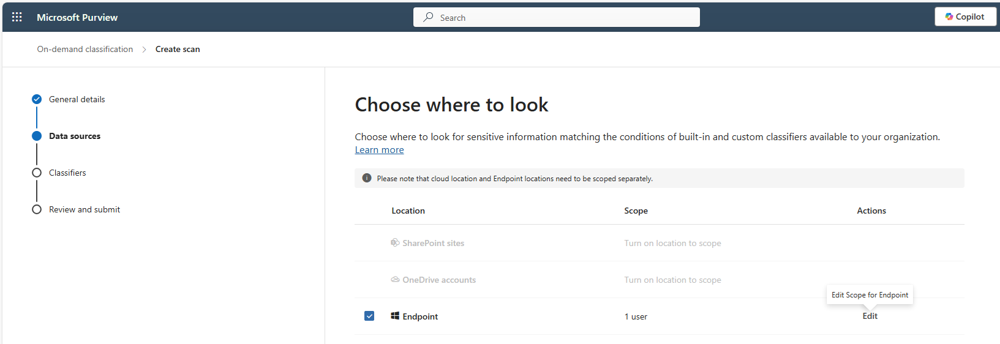 Microsoft Purview
Search
Copilot
On-demand classification > Create scan
General details
Data sources
Classifiers
Review and submit
Choose where to look
Choose where to look for sensitive information matching the conditions of built-in and custom classifiers available to your organization.
Learn more
Please note that cloud location and Endpoint locations need to be scoped separately.
Location Scope Actions
SharePoint sites Turn on location to scope
OneDrive accounts Turn on location to scope
Edit Scope for Endpoint
Endpoint 1 user Edit